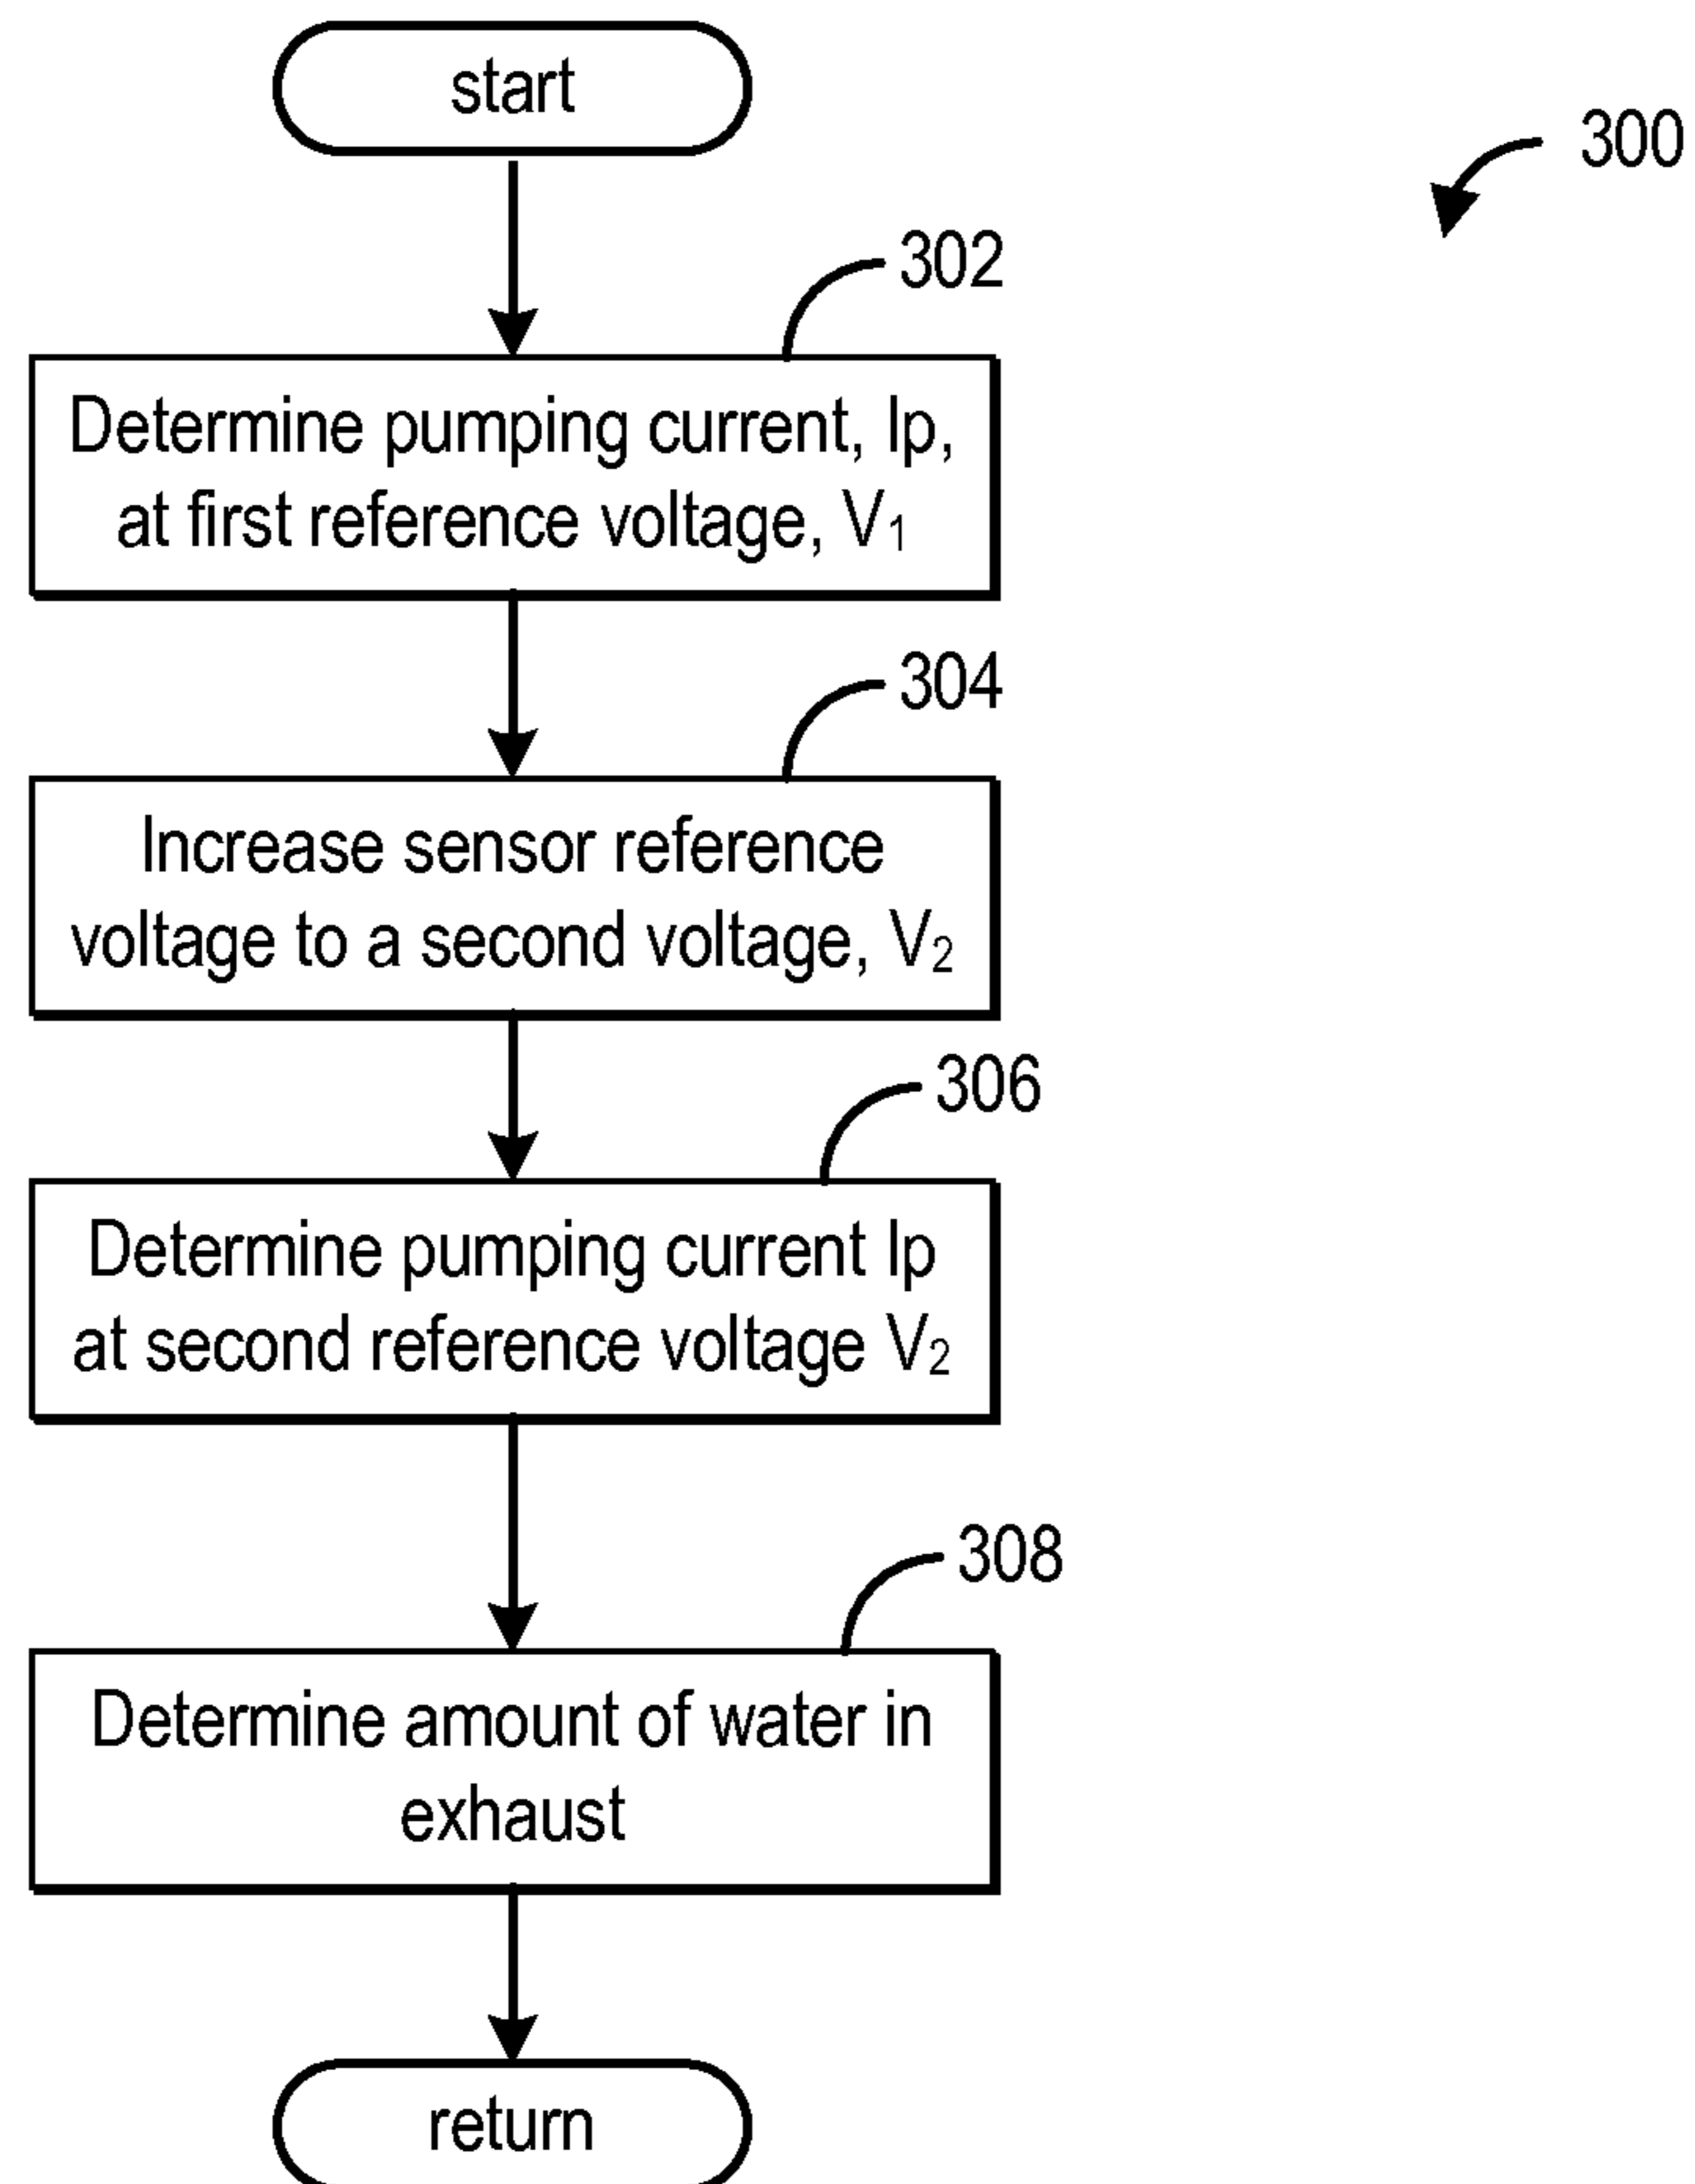 start
300
302
Determine pumping current, Ip,
at first reference voltage, V₁
304
Increase sensor reference
voltage to a second voltage, V₂
306
Determine pumping current Ip
at second reference voltage V₂
308
Determine amount of water in
exhaust
return